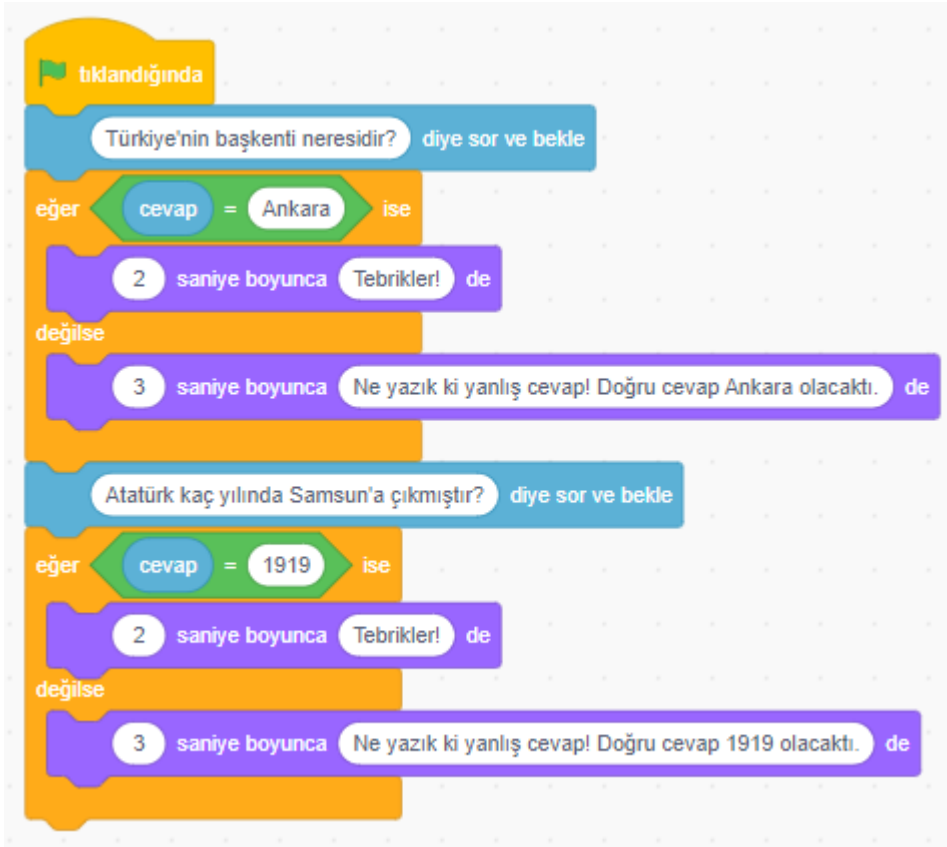 tıklandığında
Türkiye'nin başkenti neresidir? diye sor ve bekle
eğer cevap = Ankara ise
2 saniye boyunca Tebrikler! de
değilse
3 saniye boyunca Ne yazık ki yanlış cevap! Doğru cevap Ankara olacaktı. de
Atatürk kaç yılında Samsun'a çıkmıştır? diye sor ve bekle
eğer cevap = 1919 ise
2 saniye boyunca Tebrikler! de
değilse
3 saniye boyunca Ne yazık ki yanlış cevap! Doğru cevap 1919 olacaktı. de